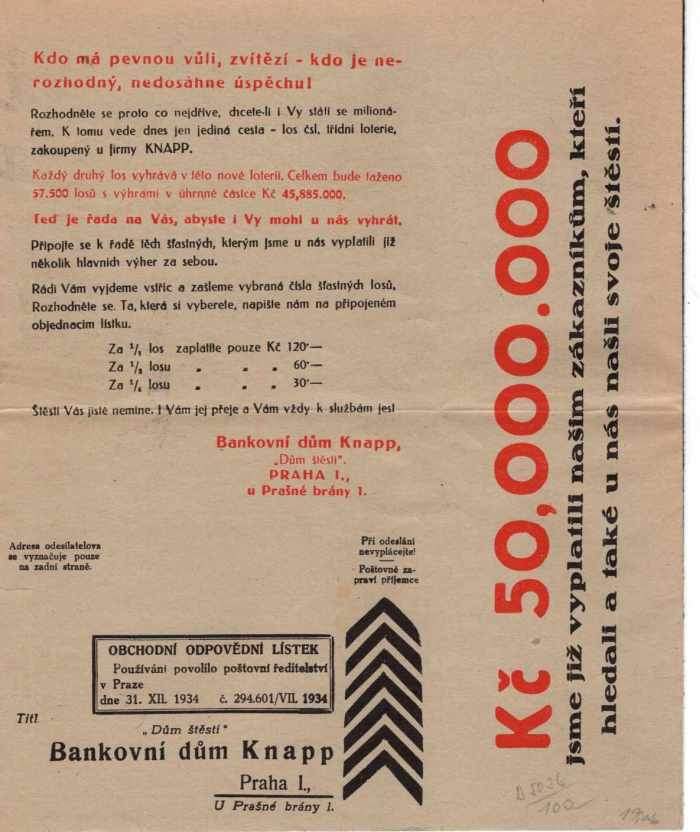 Kdo má pevnou vůli, zvítězí - kdo je ne-
rozhodný, nedosáhne úspěchu!
Rozhodněte se proto co nejdříve, chcete-li i Vy státi se milioná-
řem. K tomu vede dnes jen jediná cesta - los čsl. třídní loterie,
zakoupený u firmy KNAPP.
Každý druhý los vyhrává v této nové loterii. Celkem bude taženo
57.500 losů s výhrami v úhrnné částce Kč 45,885.000.
Teď je řada na Vás, abyste i Vy mohl u nás vyhrát.
Připojte se k řadě těch šťastných, kterým jsme u nás vyplatili již
několik hlavních výher za sebou.
Rádi Vám vyjdeme vstříc a zašleme vybraná čísla šťastných losů.
Rozhodněte se. Ta, která si vyberete, napište nám na připojeném
objednacím lístku.
Za 1/1 los zaplatíte pouze Kč 120·—
Za 1/2 losu „ „ „ 60·—
Za 1/4 losu „ „ „ 30·—
Štěstí Vás jistě nemine. I Vám jej přeje a Vám vždy k službám jest
Bankovní dům Knapp,
„Dům štěstí".
PRAHA I.,
u Prašné brány 1.
Adresa odesílatelova
se vyznačuje pouze
na zadní straně.
Při odeslání
nevyplácejte!
Poštovné za-
praví příjemce
OBCHODNÍ ODPOVĚDNÍ LÍSTEK
Používání povolilo poštovní ředitelství
v Praze
dne 31. XII. 1934 č. 294.601/VII. 1934
Titl.
„Dům štěstí"
Bankovní dům Knapp
Praha I.,
U Prašné brány 1.
Kč 50,000.000
jsme již vyplatili našim zákazníkům, kteří
hledali a také u nás našli svoje štěstí.